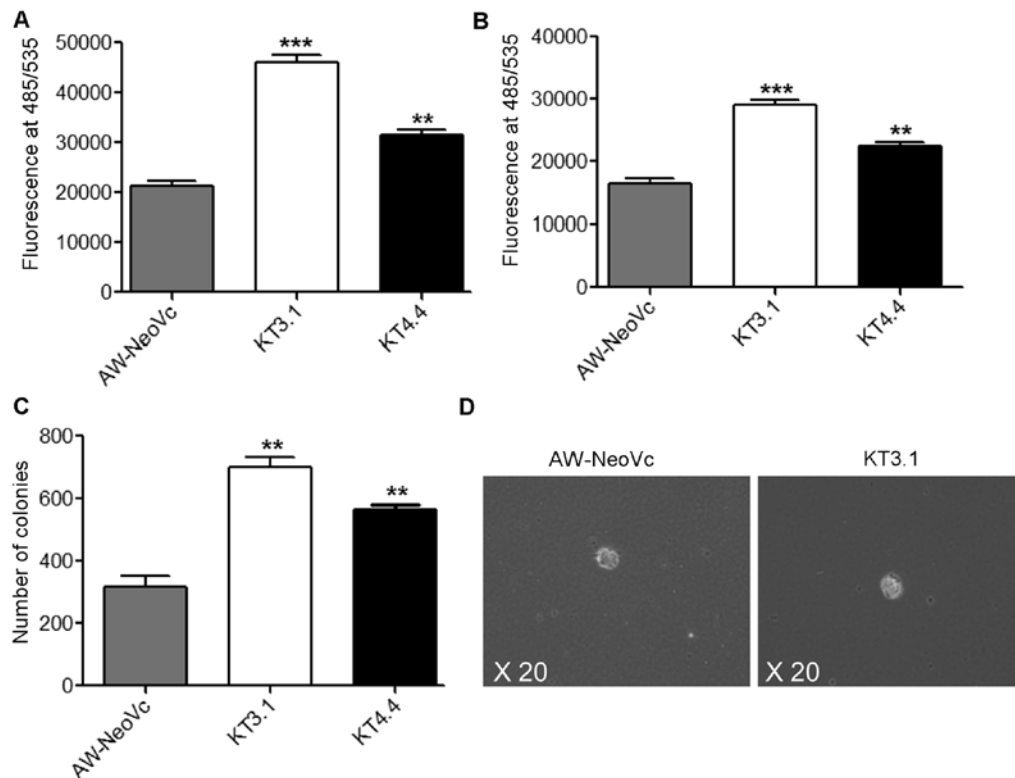 A
Fluorescence at 485/535
50000
40000
30000
20000
10000
0
***
**
AW-NeoVc
KT3.1
KT4.4
B
Fluorescence at 485/535
40000
30000
20000
10000
0
***
**
AW-NeoVc
KT3.1
KT4.4
C
Number of colonies
800
600
400
200
0
**
**
AW-NeoVc
KT3.1
KT4.4
D
AW-NeoVc
KT3.1
X 20
X 20